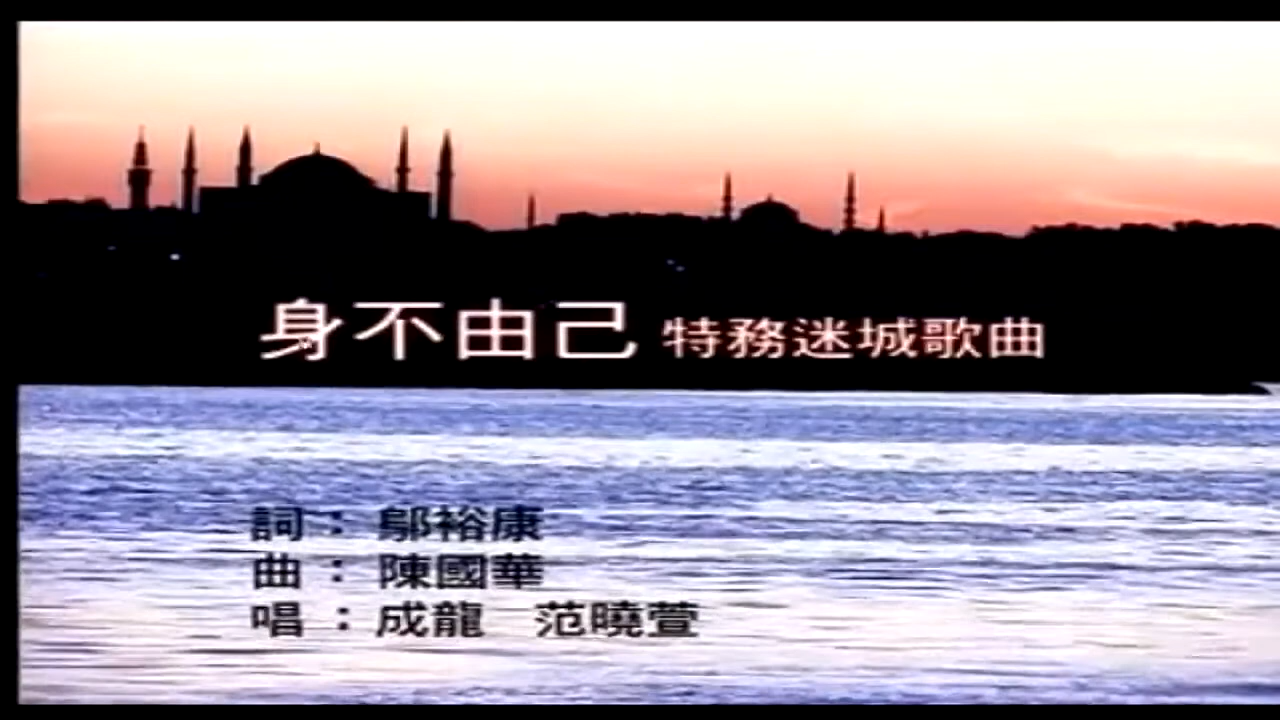 身不由己 特務迷城歌曲
詞：鄔裕康
曲：陳國華
唱：成龍 范曉萱